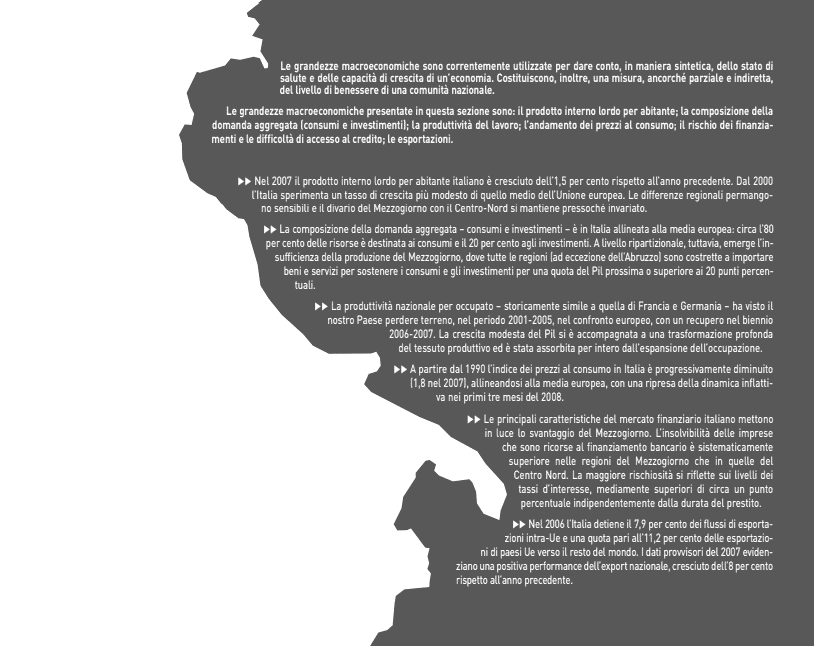 Le grandezze macroeconomiche sono correntemente utilizzate per dare conto, in maniera sintetica, dello stato di
salute e delle capacità di crescita di un'economia. Costituiscono, inoltre, una misura, ancorché parziale e indiretta,
del livello di benessere di una comunità nazionale.
Le grandezze macroeconomiche presentate in questa sezione sono: il prodotto interno lordo per abitante; la composizione della
domanda aggregata (consumi e investimenti); la produttività del lavoro; l'andamento dei prezzi al consumo; il rischio dei finanzia-
menti e le difficoltà di accesso al credito; le esportazioni.
▶▶ Nel 2007 il prodotto interno lordo per abitante italiano è cresciuto dell'1,5 per cento rispetto all'anno precedente. Dal 2000
l'Italia sperimenta un tasso di crescita più modesto di quello medio dell'Unione europea. Le differenze regionali permango-
no sensibili e il divario del Mezzogiorno con il Centro-Nord si mantiene pressoché invariato.
▶▶ La composizione della domanda aggregata – consumi e investimenti – è in Italia allineata alla media europea: circa l'80
per cento delle risorse è destinata ai consumi e il 20 per cento agli investimenti. A livello ripartizionale, tuttavia, emerge l'in-
sufficienza della produzione del Mezzogiorno, dove tutte le regioni (ad eccezione dell'Abruzzo) sono costrette a importare
beni e servizi per sostenere i consumi e gli investimenti per una quota del Pil prossima o superiore ai 20 punti percen-
tuali.
▶▶ La produttività nazionale per occupato – storicamente simile a quella di Francia e Germania – ha visto il
nostro Paese perdere terreno, nel periodo 2001-2005, nel confronto europeo, con un recupero nel biennio
2006-2007. La crescita modesta del Pil si è accompagnata a una trasformazione profonda
del tessuto produttivo ed è stata assorbita per intero dall'espansione dell'occupazione.
▶▶ A partire dal 1990 l'indice dei prezzi al consumo in Italia è progressivamente diminuito
(1,8 nel 2007), allineandosi alla media europea, con una ripresa della dinamica inflatti-
va nei primi tre mesi del 2008.
▶▶ Le principali caratteristiche del mercato finanziario italiano mettono
in luce lo svantaggio del Mezzogiorno. L'insolvibilità delle imprese
che sono ricorse al finanziamento bancario è sistematicamente
superiore nelle regioni del Mezzogiorno che in quelle del
Centro Nord. La maggiore rischiosità si riflette sui livelli dei
tassi d'interesse, mediamente superiori di circa un punto
percentuale indipendentemente dalla durata del prestito.
▶▶ Nel 2006 l'Italia detiene il 7,9 per cento dei flussi di esporta-
zioni intra-Ue e una quota pari all'11,2 per cento delle esportazio-
ni di paesi Ue verso il resto del mondo. I dati provvisori del 2007 eviden-
ziano una positiva performance dell'export nazionale, cresciuto dell'8 per cento
rispetto all'anno precedente.